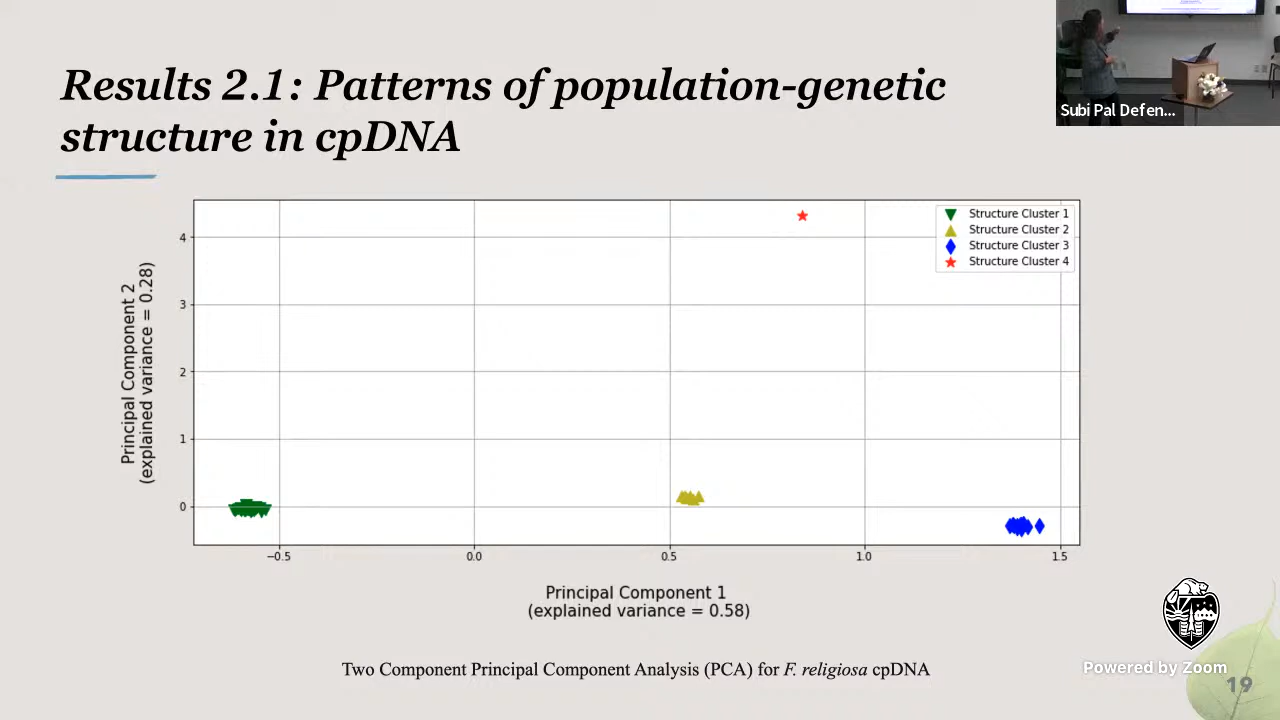 Results 2.1: Patterns of population-genetic
structure in cpDNA
Subi Pal Defen...
Structure Cluster 1
Structure Cluster 2
Structure Cluster 3
Structure Cluster 4
4
3
2
1
0
Principal Component 2
(explained variance = 0.28)
−0.5
0.0
0.5
1.0
1.5
Principal Component 1
(explained variance = 0.58)
Two Component Principal Component Analysis (PCA) for F. religiosa cpDNA
Powered by Zoom
19